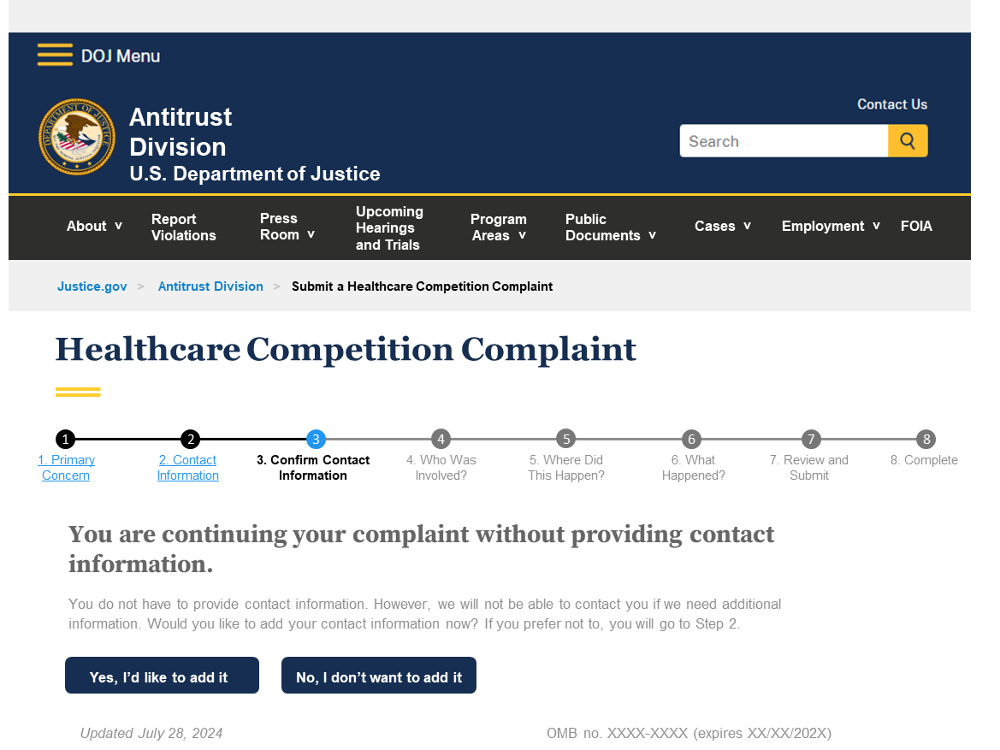 DOJ Menu
Contact Us
Antitrust
Division
U.S. Department of Justice
Search
About v
Report
Violations
Press
Room v
Upcoming
Hearings
and Trials
Program
Areas v
Public
Documents v
Cases v
Employment v
FOIA
Justice.gov > Antitrust Division > Submit a Healthcare Competition Complaint
Healthcare Competition Complaint
1 2 3 4 5 6 7 8
1. Primary
Concern
2. Contact
Information
3. Confirm Contact
Information
4. Who Was
Involved?
5. Where Did
This Happen?
6. What
Happened?
7. Review and
Submit
8. Complete
You are continuing your complaint without providing contact
information.
You do not have to provide contact information. However, we will not be able to contact you if we need additional
information. Would you like to add your contact information now? If you prefer not to, you will go to Step 2.
Yes, I’d like to add it
No, I don’t want to add it
Updated July 28, 2024
OMB no. XXXX-XXXX (expires XX/XX/202X)